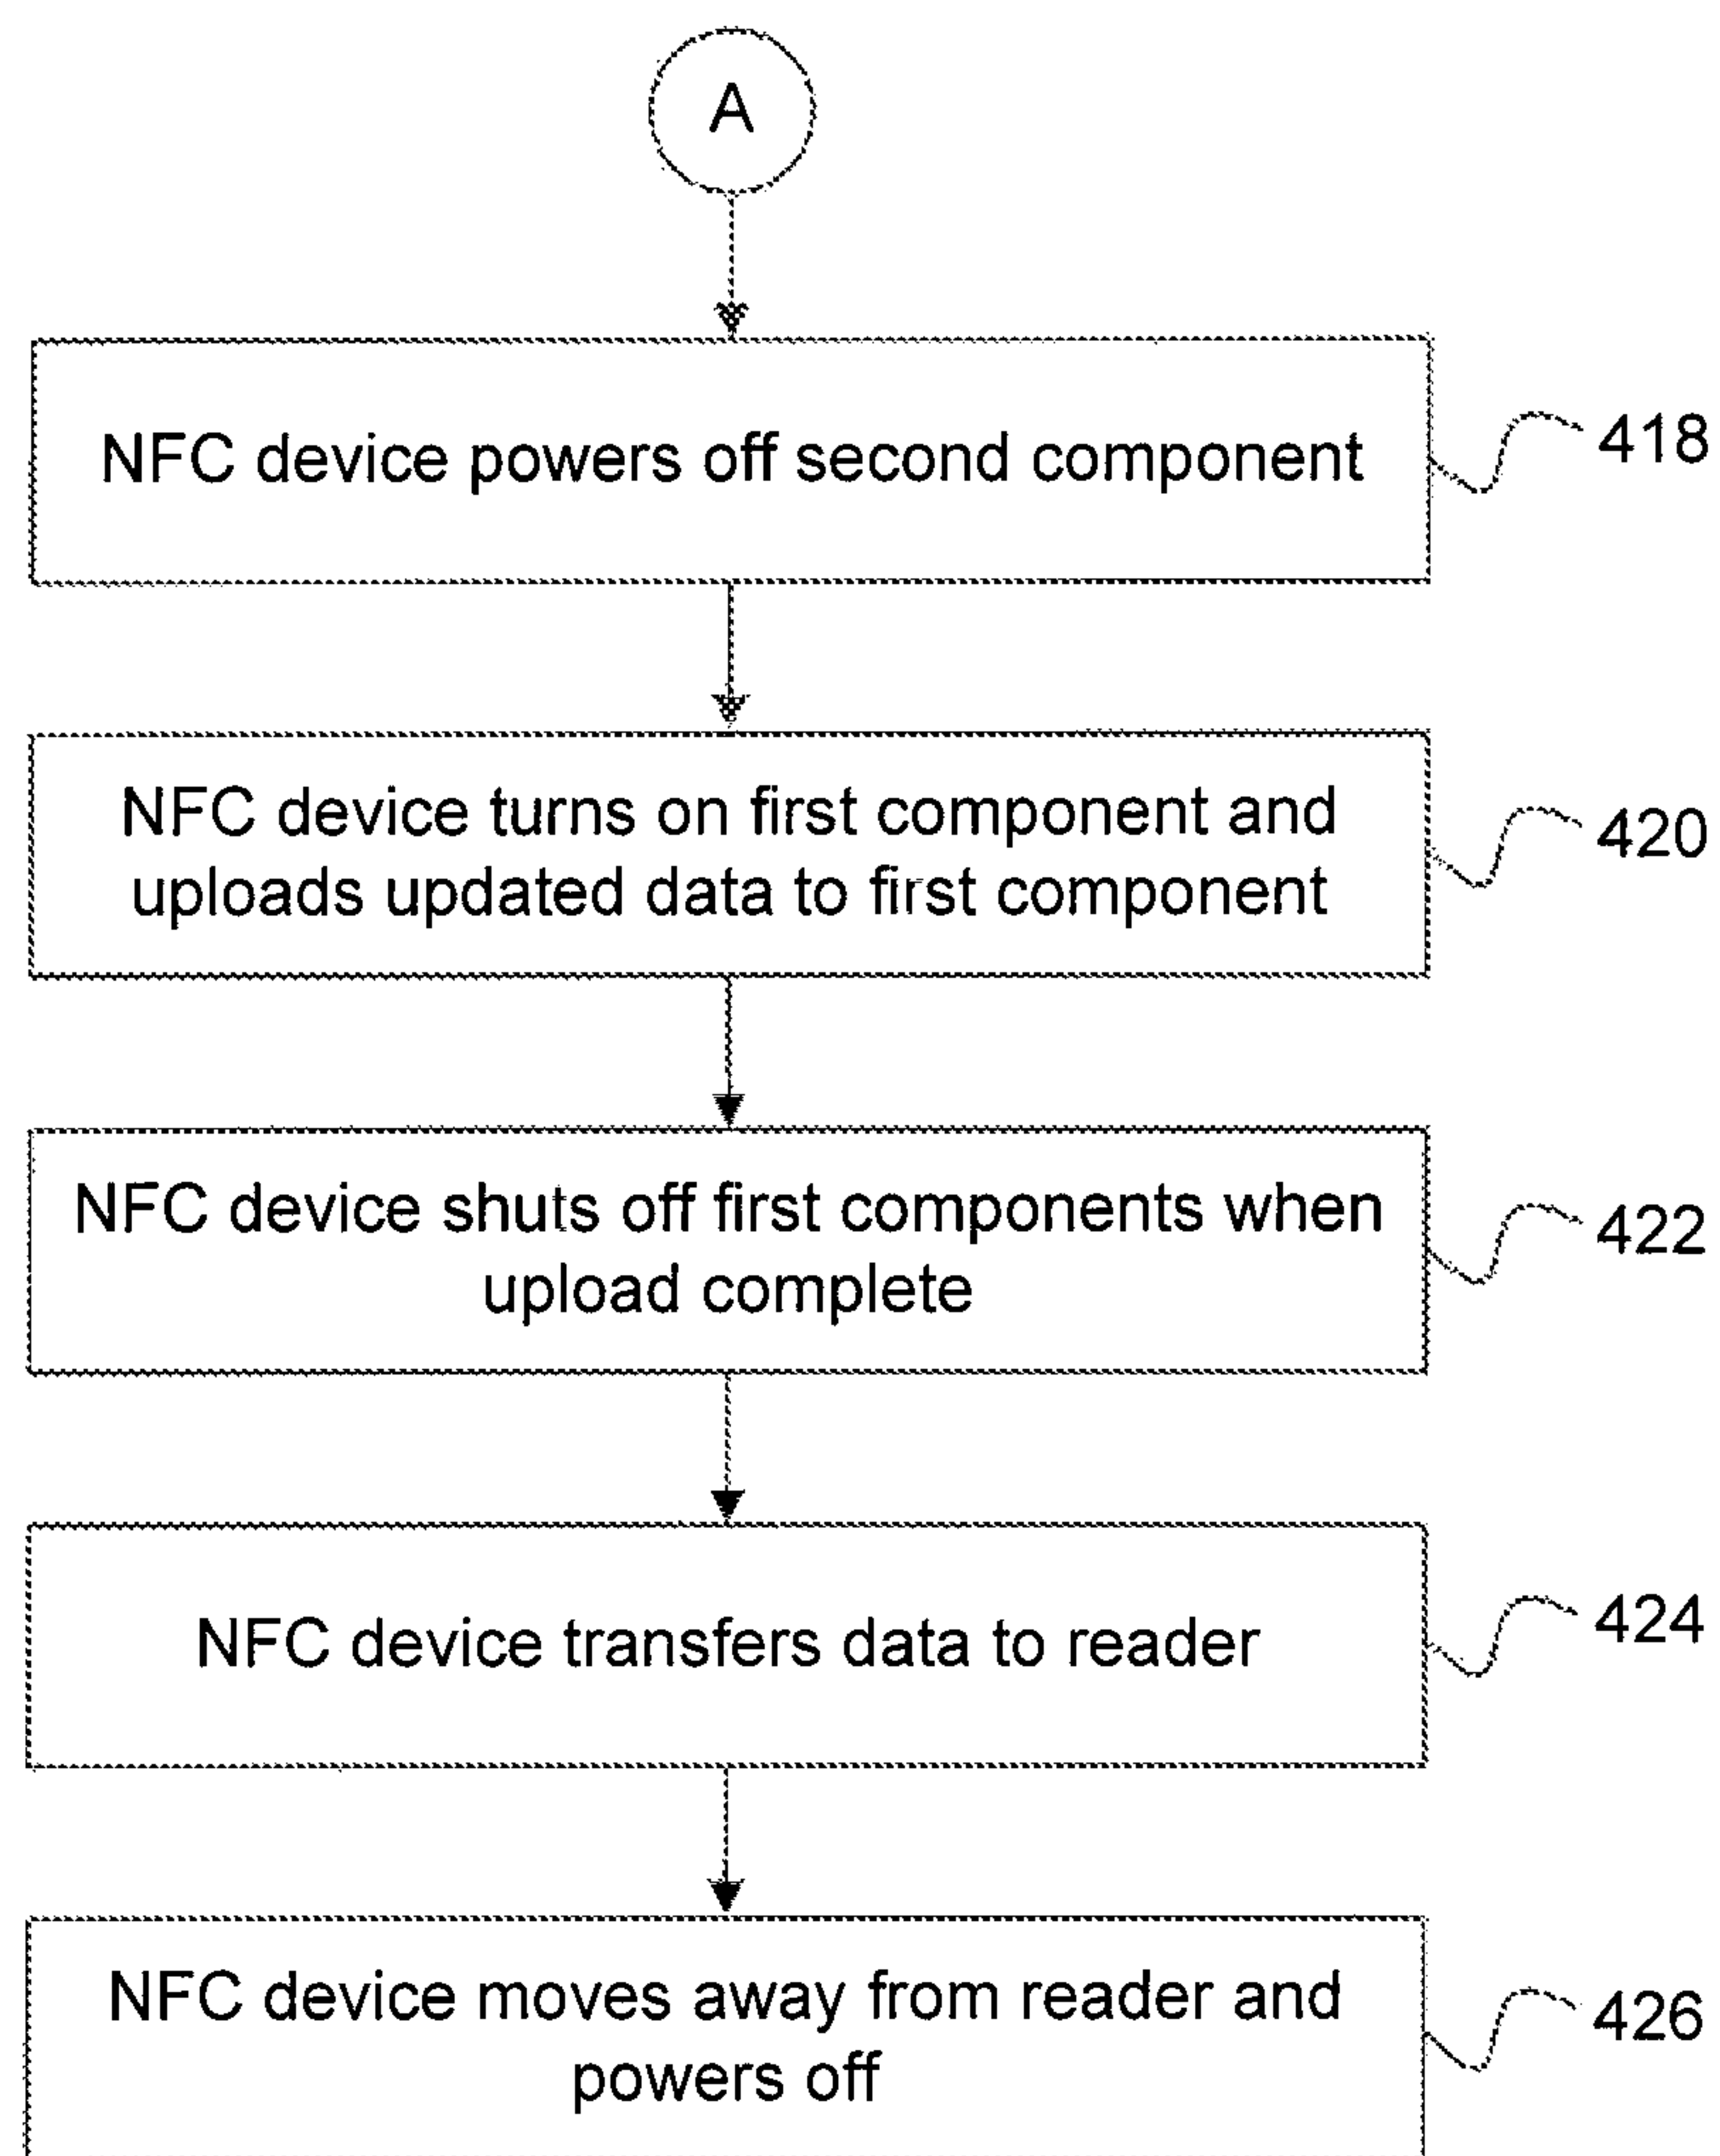 A
NFC device powers off second component
418
NFC device turns on first component and
uploads updated data to first component
420
NFC device shuts off first components when
upload complete
422
NFC device transfers data to reader
424
NFC device moves away from reader and
powers off
426